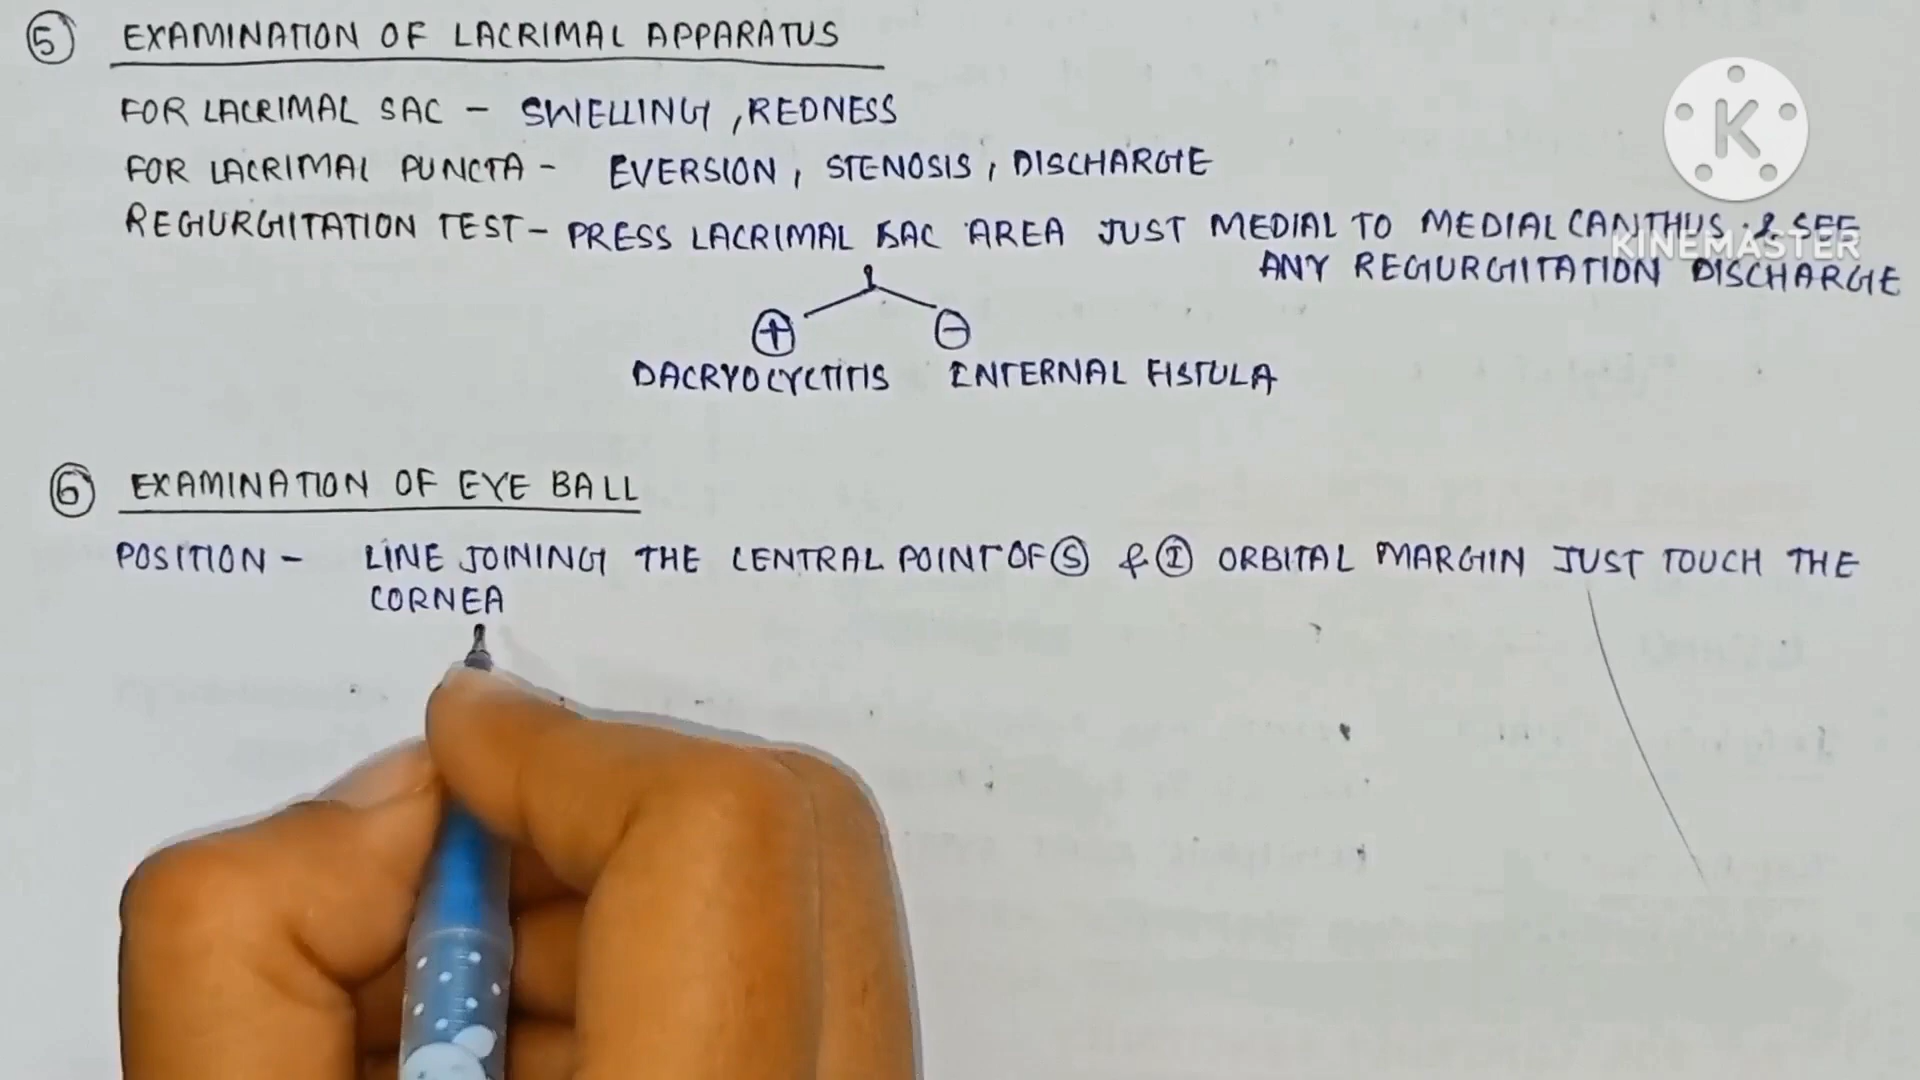 5 EXAMINATION OF LACRIMAL APPARATUS
FOR LACRIMAL SAC - SWELLING, REDNESS
FOR LACRIMAL PUNCTA - EVERSION, STENOSIS, DISCHARGE
REGURGITATION TEST - PRESS LACRIMAL SAC AREA JUST MEDIAL TO MEDIAL CANTHUS & SEE
ANY REGURGITATION DISCHARGE
K
KINEMASTER
+ -
DACRYOCYCTITIS INTERNAL FISTULA
6 EXAMINATION OF EYE BALL
POSITION - LINE JOINING THE CENTRAL POINT OF S & I ORBITAL MARGIN JUST TOUCH THE
CORNEA